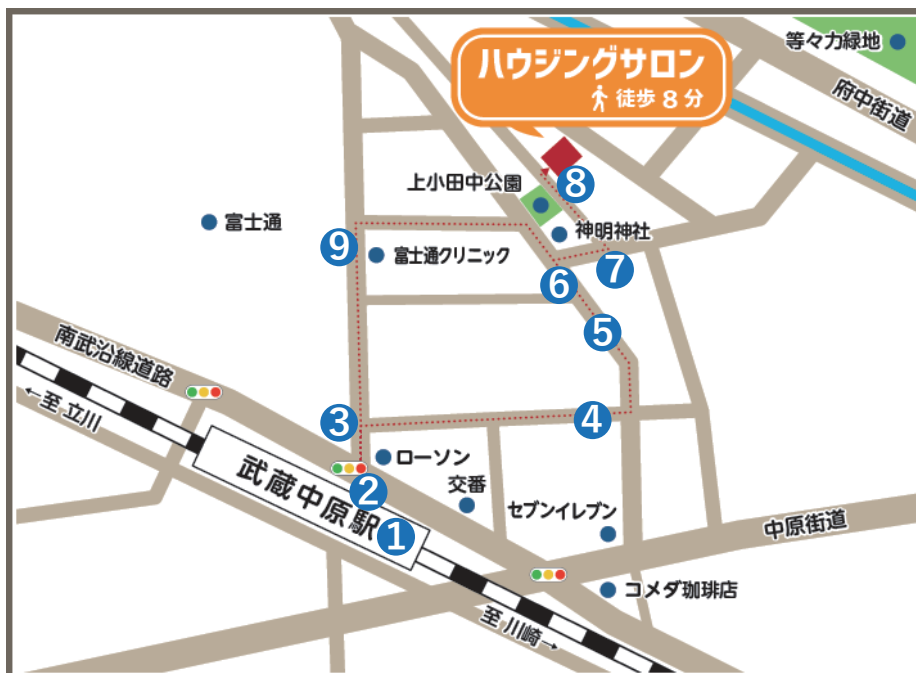 等々力緑地
府中街道
ハウジングサロン
徒歩8分
上小田中公園
8
富士通
神明神社
9
富士通クリニック
7
6
5
南武沿線道路
←至 立川
3
4
ローソン
武蔵中原駅
2
交番
セブンイレブン
1
中原街道
コメダ珈琲店
至 川崎→